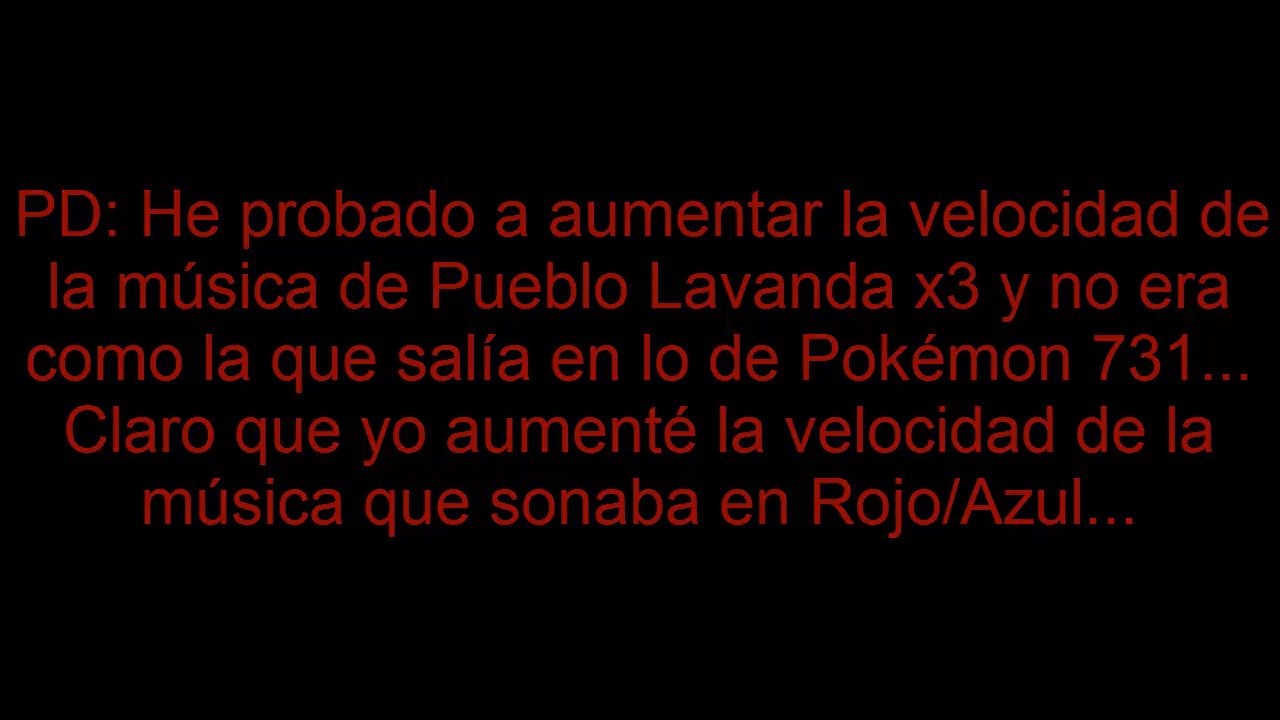 PD: He probado a aumentar la velocidad de
la música de Pueblo Lavanda x3 y no era
como la que salía en lo de Pokémon 731...
Claro que yo aumenté la velocidad de la
música que sonaba en Rojo/Azul...